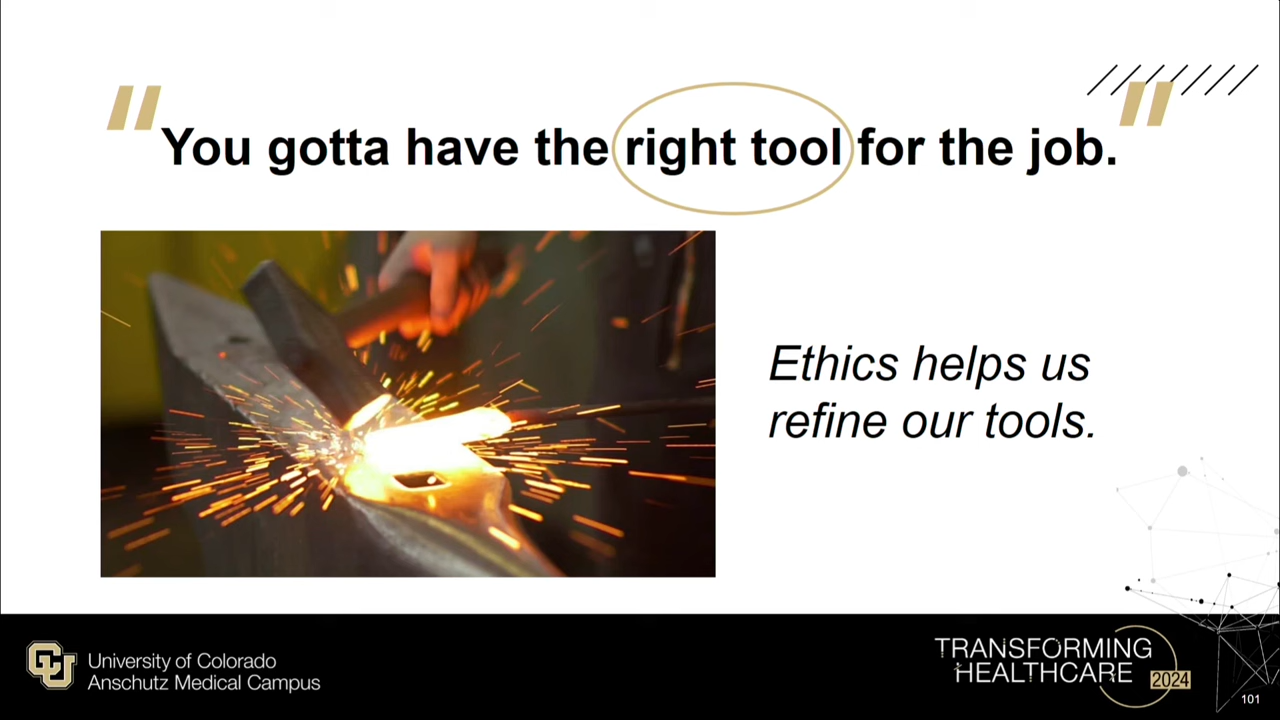 "You gotta have the right tool for the job."
Ethics helps us
refine our tools.
CU
University of Colorado
Anschutz Medical Campus
TRANSFORMING
HEALTHCARE
2024
101